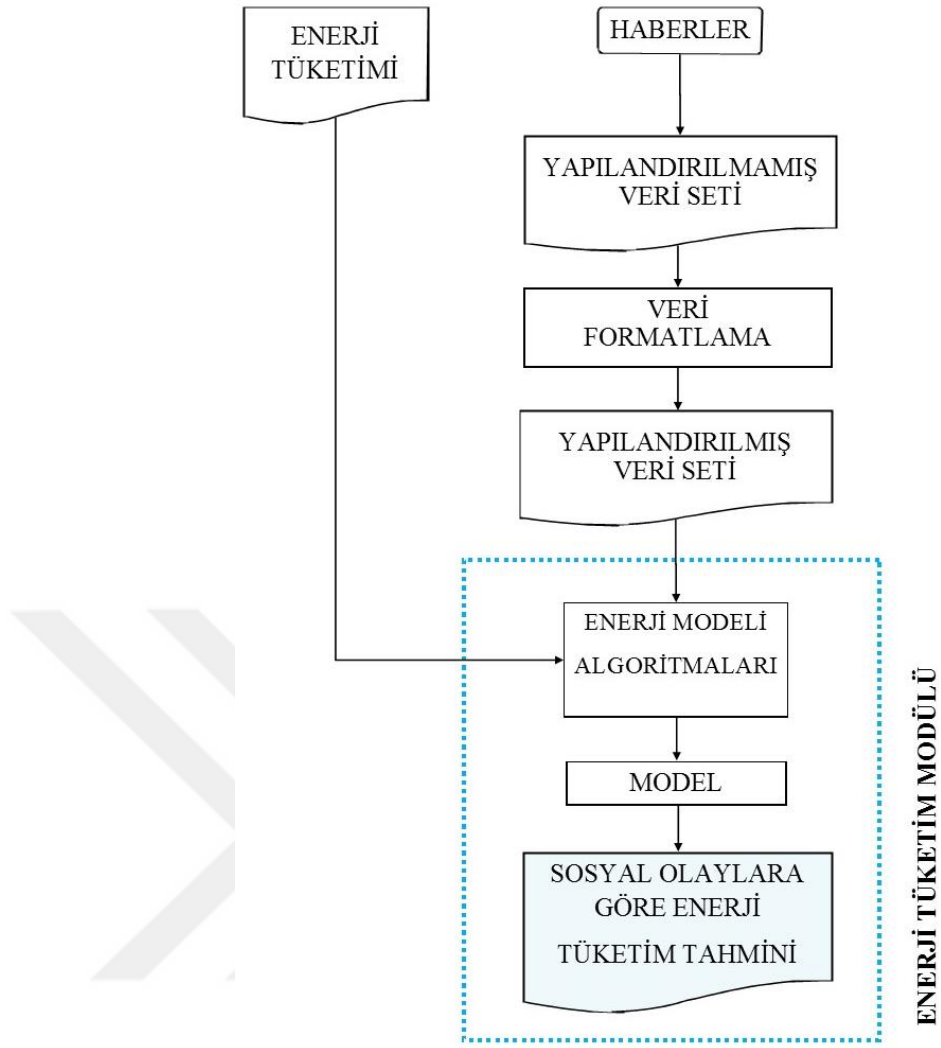 ENERJİ
TÜKETİMİ
HABERLER
YAPILANDIRILMAMIŞ
VERİ SETİ
VERİ
FORMATLAMA
YAPILANDIRILMIŞ
VERİ SETİ
ENERJİ MODELİ
ALGORİTMALARI
MODEL
SOSYAL OLAYLARA
GÖRE ENERJİ
TÜKETİM TAHMİNİ
ENERJİ TÜKETİM MODÜLÜ